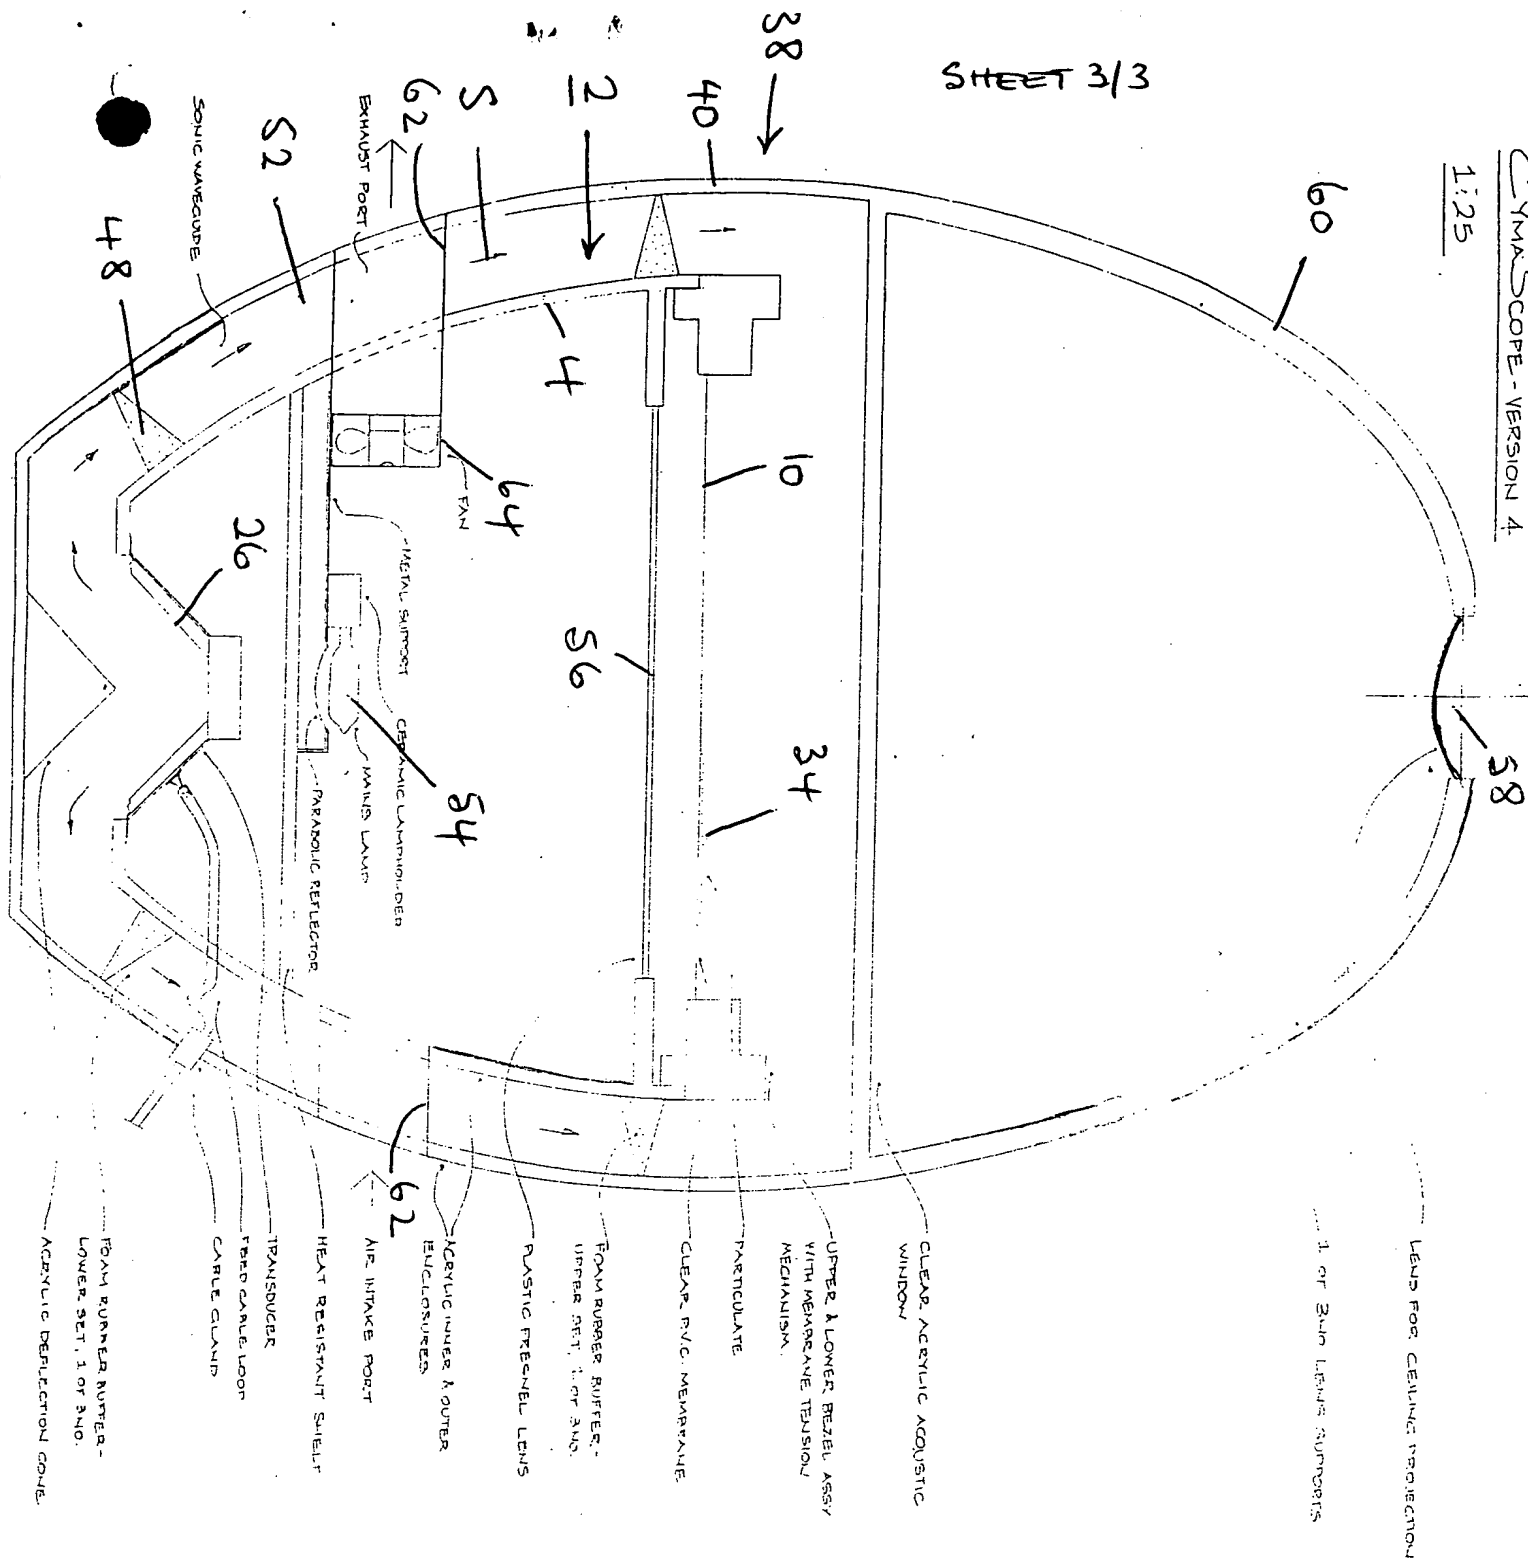 SHEET 3/3
CYMASCOPE - VERSION 4
1:25
38
40
2
5
62
EXHAUST PORT
52
SONIC WAVEGUIDE
48
4
60
58
10
64
FAN
METAL SUPPORT
CERAMIC LAMPHOLDER
MAINS LAMP
PARABOLIC REFLECTOR
54
26
56
34
62
LENS FOR CEILING PROJECTION
1 OF 3NO LENS SUPPORTS
CLEAR ACRYLIC ACOUSTIC
WINDOW
UPPER & LOWER BEZEL ASSY
WITH MEMBRANE TENSION
MECHANISM.
PARTICULATE
CLEAR P.V.C. MEMBRANE
FOAM RUBBER BUFFER -
UPPER SET, 1 OF 3NO.
PLASTIC FRESNEL LENS
ACRYLIC INNER & OUTER
ENCLOSURES
AIR INTAKE PORT
HEAT RESISTANT SHELF
TRANSDUCER
FEED CABLE LOOP
CABLE GLAND
FOAM RUBBER BUFFER -
LOWER SET, 1 OF 3NO.
ACRYLIC DEFLECTION CONE.